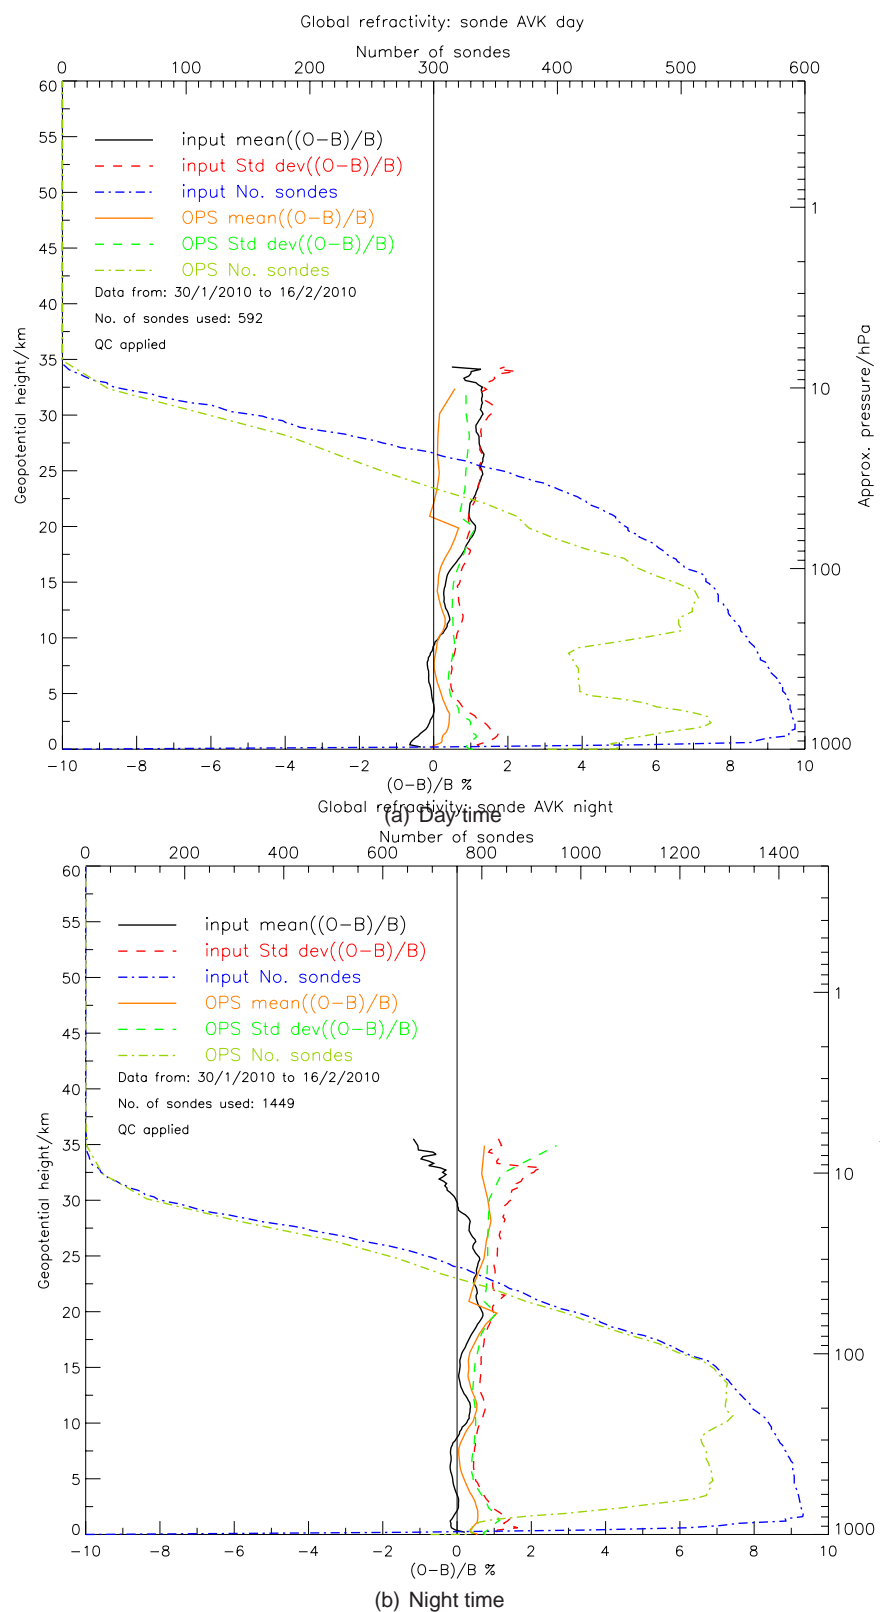 Global refractivity: sonde AVK day
Number of sondes
0 100 200 300 400 500 600
60
55
50
45
40
35
30
25
20
15
10
5
0
Geopotential height/km
input mean((O−B)/B)
input Std dev((O−B)/B)
input No. sondes
OPS mean((O−B)/B)
OPS Std dev((O−B)/B)
OPS No. sondes
Data from: 30/1/2010 to 16/2/2010
No. of sondes used: 592
QC applied
1
10
100
1000
Approx. pressure/hPa
−10 −8 −6 −4 −2 0 2 4 6 8 10
(O−B)/B %
(a) Day time
Global refractivity: sonde AVK night
Number of sondes
0 200 400 600 800 1000 1200 1400
60
55
50
45
40
35
30
25
20
15
10
5
0
Geopotential height/km
input mean((O−B)/B)
input Std dev((O−B)/B)
input No. sondes
OPS mean((O−B)/B)
OPS Std dev((O−B)/B)
OPS No. sondes
Data from: 30/1/2010 to 16/2/2010
No. of sondes used: 1449
QC applied
1
10
100
1000
−10 −8 −6 −4 −2 0 2 4 6 8 10
(O−B)/B %
(b) Night time